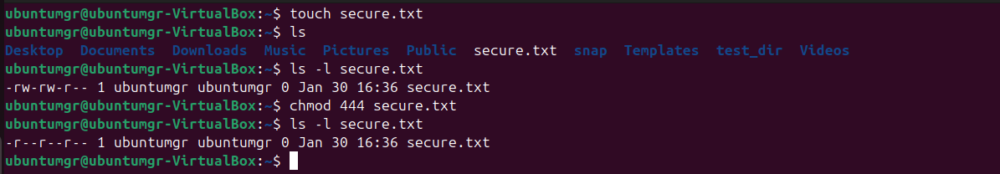 ubuntumgr@ubuntumgr-VirtualBox:~$ touch secure.txt
ubuntumgr@ubuntumgr-VirtualBox:~$ ls
Desktop  Documents  Downloads  Music  Pictures  Public  secure.txt  snap  Templates  test_dir  Videos
ubuntumgr@ubuntumgr-VirtualBox:~$ ls -l secure.txt
-rw-rw-r-- 1 ubuntumgr ubuntumgr 0 Jan 30 16:36 secure.txt
ubuntumgr@ubuntumgr-VirtualBox:~$ chmod 444 secure.txt
ubuntumgr@ubuntumgr-VirtualBox:~$ ls -l secure.txt
-r--r--r-- 1 ubuntumgr ubuntumgr 0 Jan 30 16:36 secure.txt
ubuntumgr@ubuntumgr-VirtualBox:~$